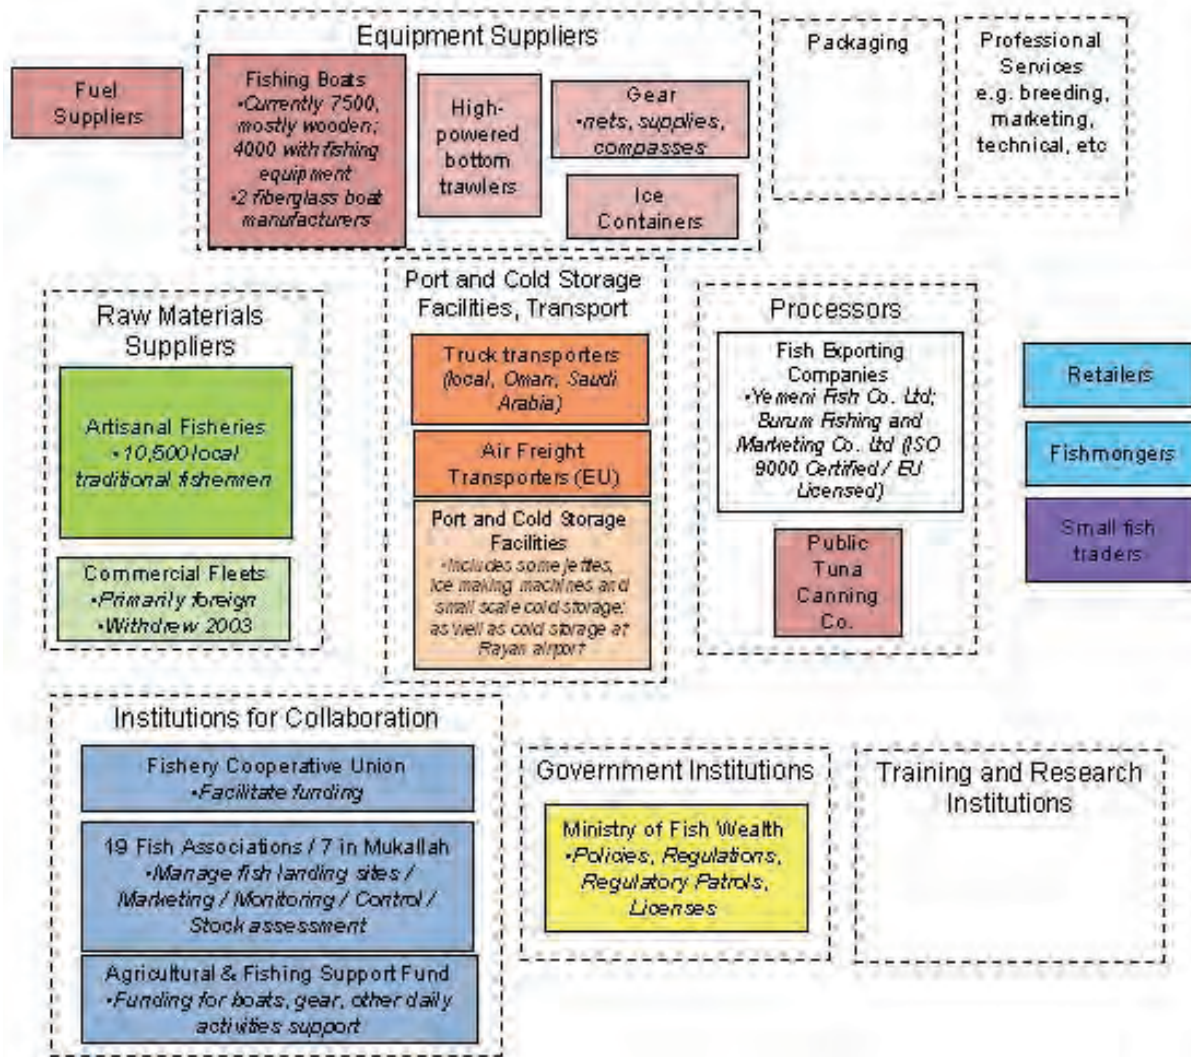 Equipment Suppliers
Fuel
Suppliers
Fishing Boats
•Currently 7500,
mostly wooden;
4000 with fishing
equipment
•2 fiberglass boat
manufacturers
High-
powered
bottom
trawlers
Gear
•nets, supplies,
compasses
Ice
Containers
Packaging
Professional
Services
e.g. breeding,
marketing,
technical, etc
Raw Materials
Suppliers
Artisanal Fisheries
•10,500 local
traditional fishermen
Commercial Fleets
•Primarily foreign
•Withdrew 2003
Port and Cold Storage
Facilities, Transport
Truck transporters
(local, Oman, Saudi
Arabia)
Air Freight
Transporters (EU)
Port and Cold Storage
Facilities
•Includes some jetties,
ice making machines and
small scale cold storage;
as well as cold storage at
Rayan airport
Processors
Fish Exporting
Companies
•Yemeni Fish Co. Ltd;
Burum Fishing and
Marketing Co. Ltd (ISO
9000 Certified / EU
Licensed)
Public
Tuna
Canning
Co.
Retailers
Fishmongers
Small fish
traders
Institutions for Collaboration
Fishery Cooperative Union
•Facilitate funding
19 Fish Associations / 7 in Mukallah
•Manage fish landing sites /
Marketing / Monitoring / Control /
Stock assessment
Agricultural & Fishing Support Fund
•Funding for boats, gear, other daily
activities support
Government Institutions
Ministry of Fish Wealth
•Policies, Regulations,
Regulatory Patrols,
Licenses
Training and Research
Institutions